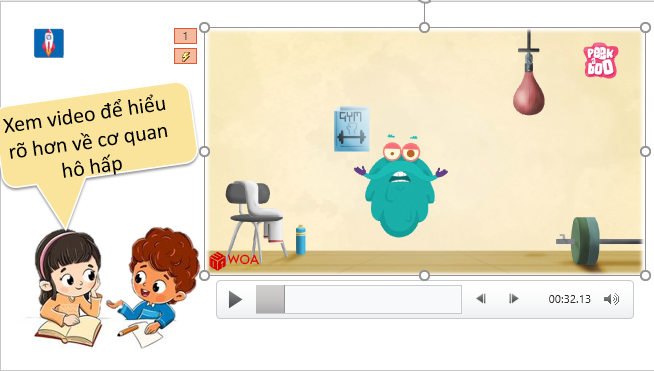 1
Xem video để hiểu
rõ hơn về cơ quan
hô hấp
PEEK
a
BOO
GYM
WOA
00:32.13